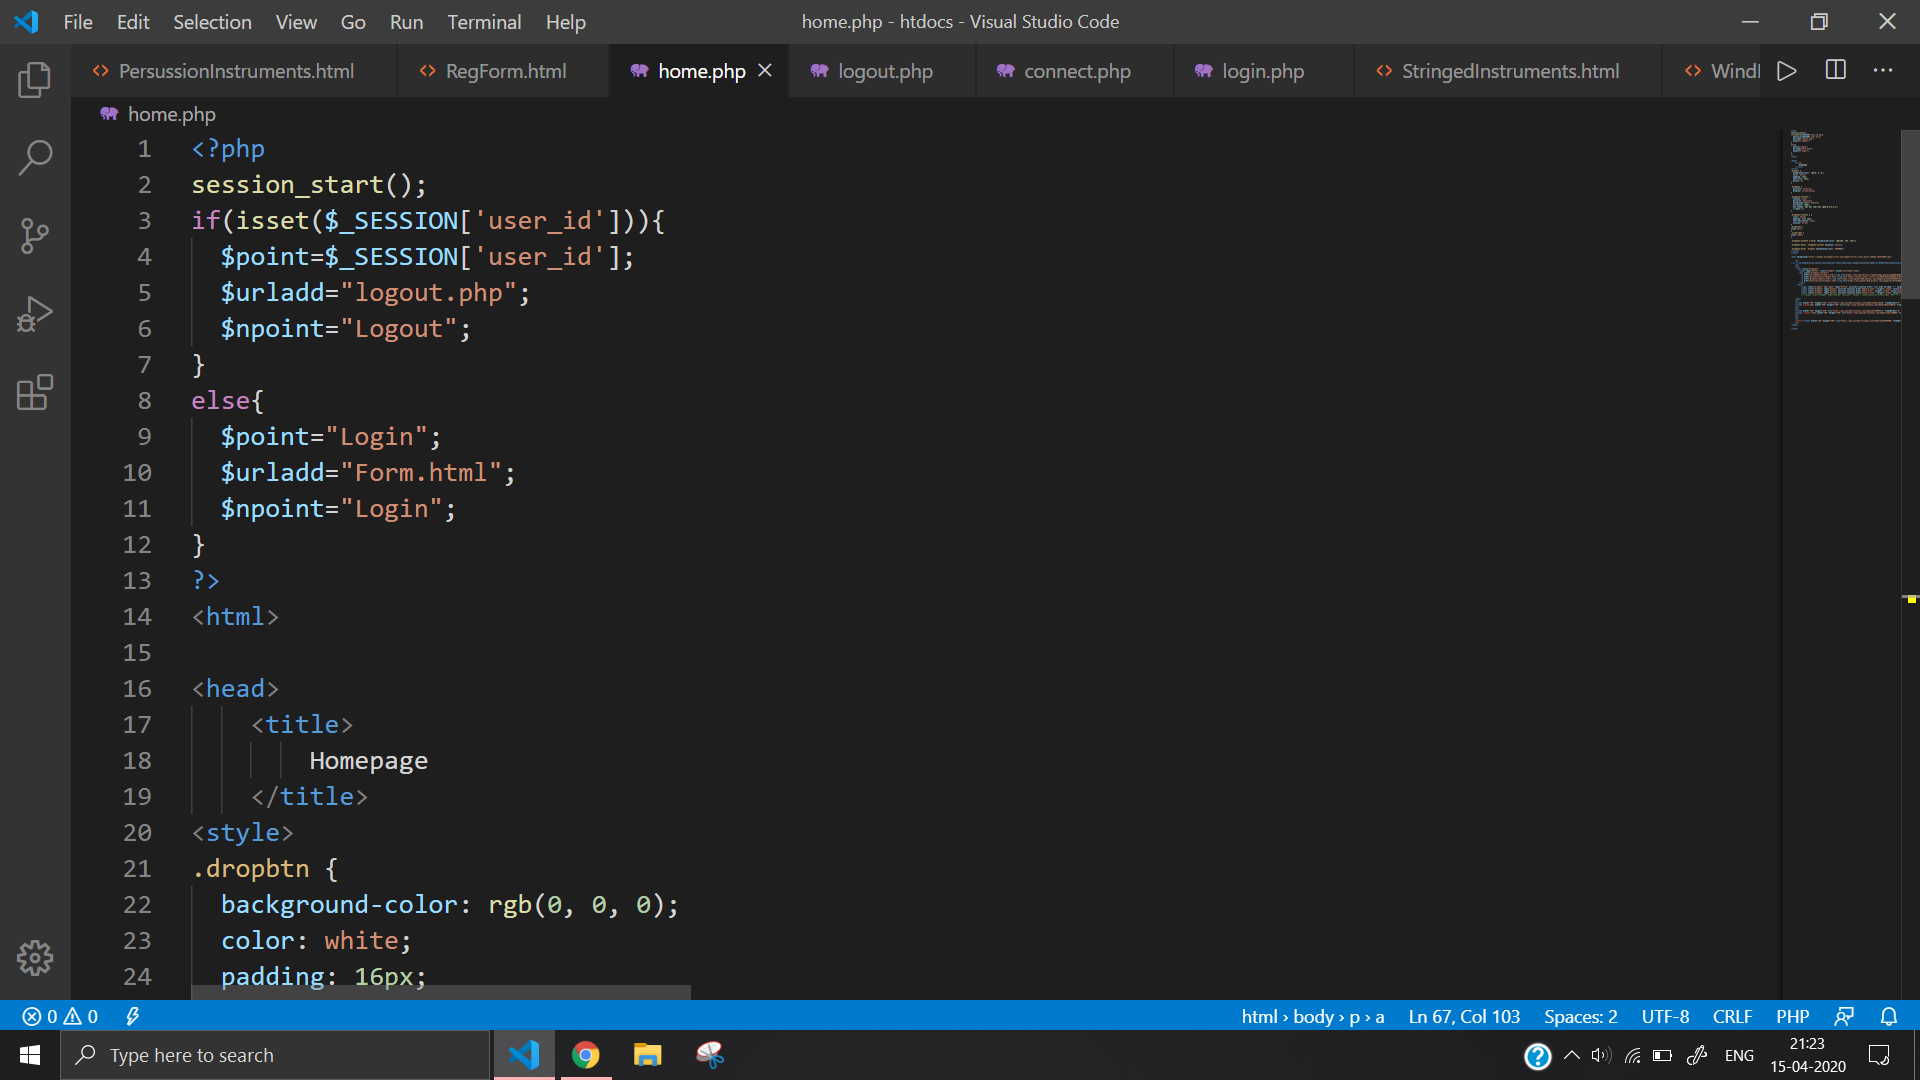 File Edit Selection View Go Run Terminal Help
home.php - htdocs - Visual Studio Code
PersussionInstruments.html
RegForm.html
home.php
logout.php
connect.php
login.php
StringedInstruments.html
WindI
home.php
1 <?php
2 session_start();
3 if(isset($_SESSION['user_id'])){
4 $point=$_SESSION['user_id'];
5 $urladd="logout.php";
6 $npoint="Logout";
7 }
8 else{
9 $point="Login";
10 $urladd="Form.html";
11 $npoint="Login";
12 }
13 ?>
14 <html>
15
16 <head>
17 <title>
18 Homepage
19 </title>
20 <style>
21 .dropbtn {
22 background-color: rgb(0, 0, 0);
23 color: white;
24 padding: 16px;
0 0
html › body › p › a
Ln 67, Col 103
Spaces: 2
UTF-8
CRLF
PHP
Type here to search
ENG
21:23
15-04-2020